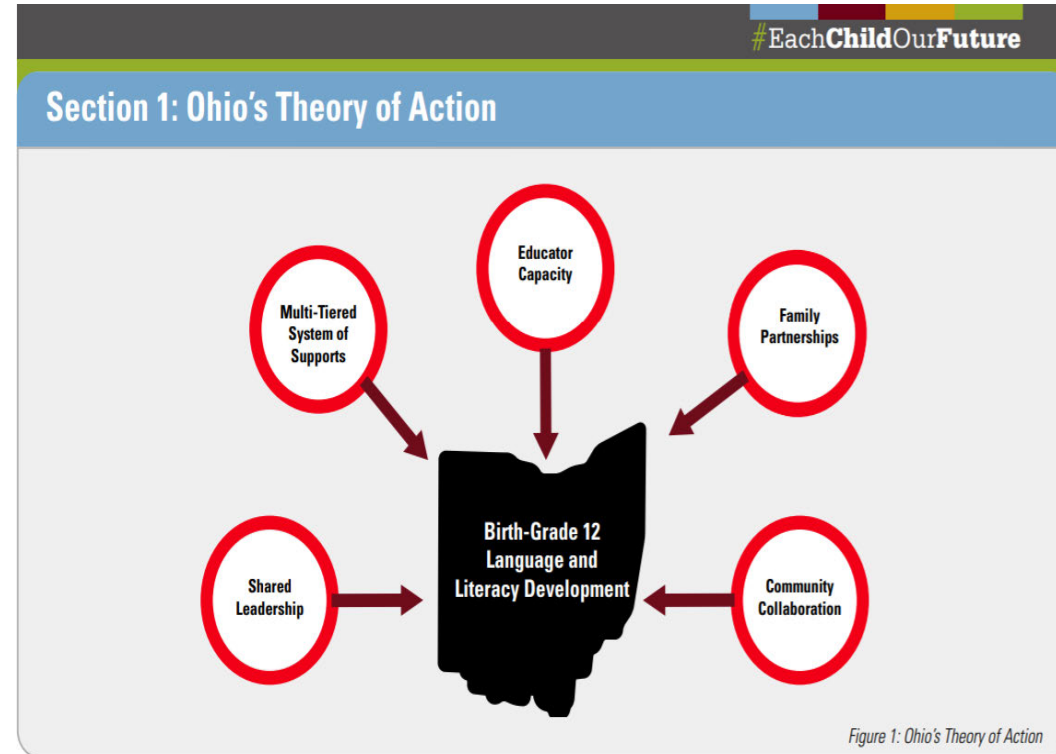 #EachChildOurFuture
Section 1: Ohio's Theory of Action
Educator
Capacity
Multi-Tiered
System of
Supports
Family
Partnerships
Birth-Grade 12
Language and
Literacy Development
Shared
Leadership
Community
Collaboration
Figure 1: Ohio's Theory of Action